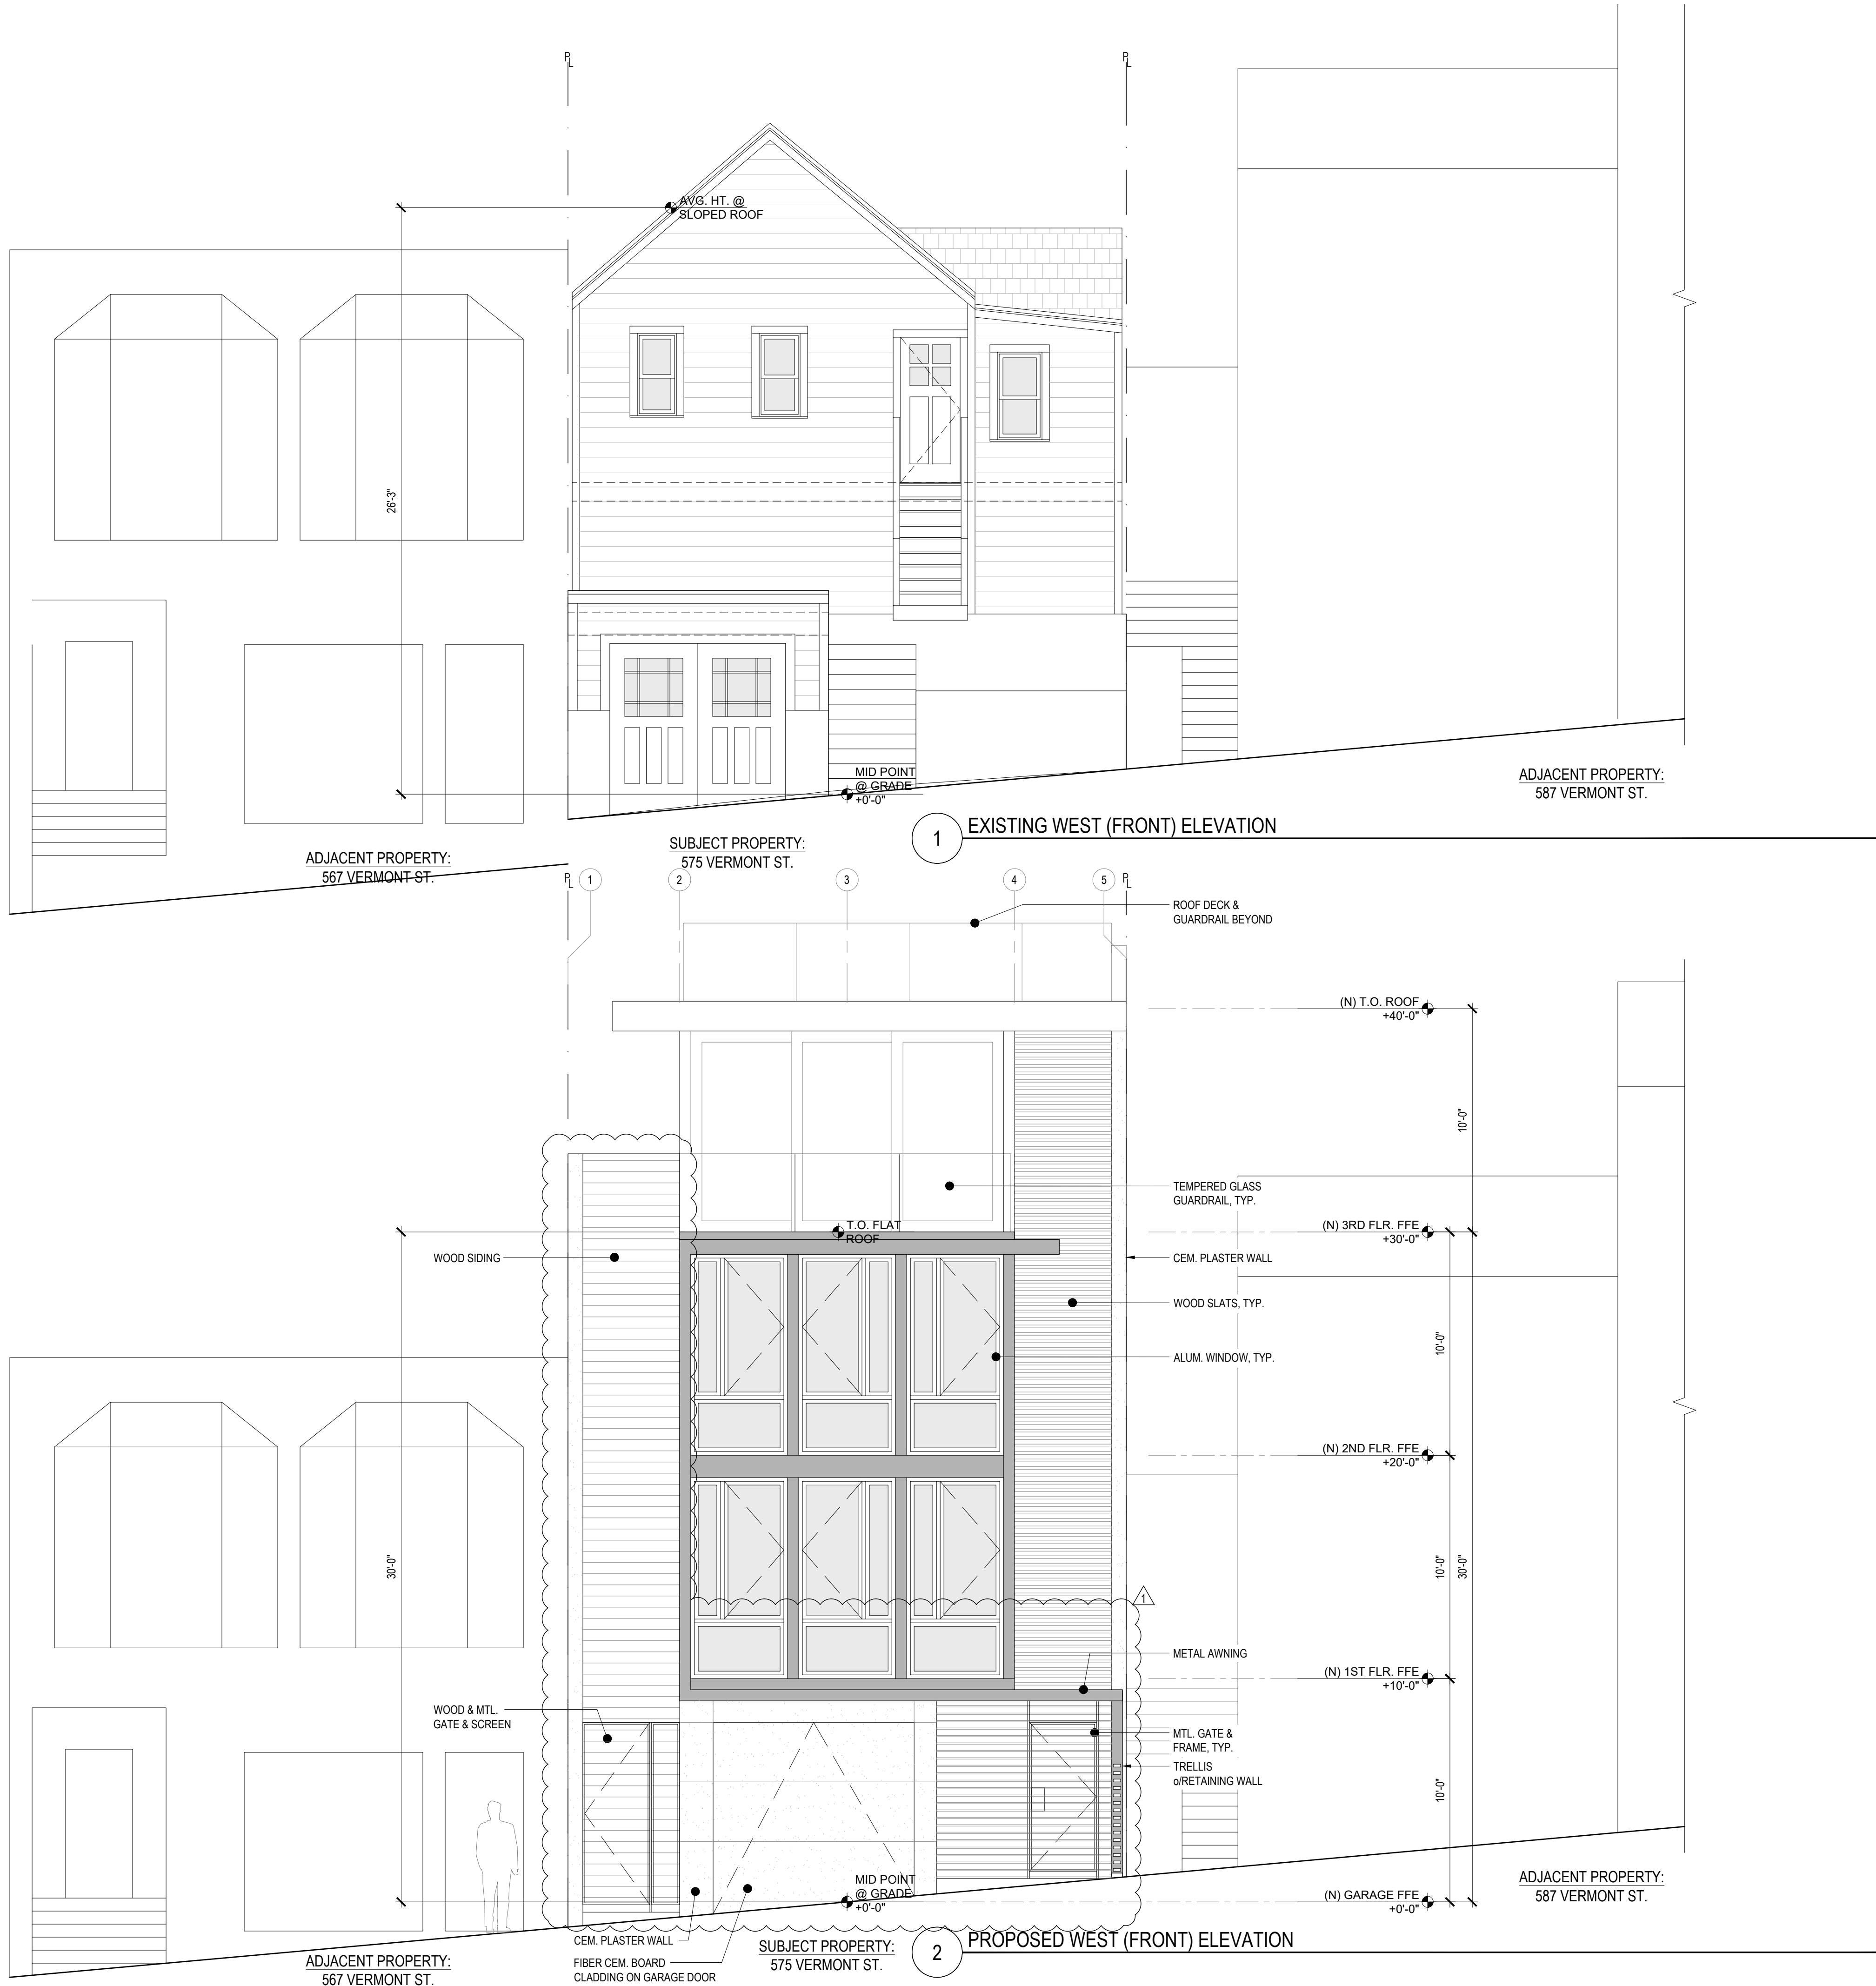 PL
PL
AVG. HT. @
SLOPED ROOF
26'-3"
MID POINT
@ GRADE
+0'-0"
ADJACENT PROPERTY:
587 VERMONT ST.
1
EXISTING WEST (FRONT) ELEVATION
SUBJECT PROPERTY:
575 VERMONT ST.
ADJACENT PROPERTY:
567 VERMONT ST.
PL
1
2
3
4
5
PL
ROOF DECK &
GUARDRAIL BEYOND
(N) T.O. ROOF
+40'-0"
10'-0"
TEMPERED GLASS
GUARDRAIL, TYP.
T.O. FLAT
ROOF
(N) 3RD FLR. FFE
+30'-0"
WOOD SIDING
CEM. PLASTER WALL
WOOD SLATS, TYP.
10'-0"
ALUM. WINDOW, TYP.
(N) 2ND FLR. FFE
+20'-0"
30'-0"
10'-0"
30'-0"
1
METAL AWNING
(N) 1ST FLR. FFE
+10'-0"
WOOD & MTL.
GATE & SCREEN
MTL. GATE &
FRAME, TYP.
TRELLIS
o/RETAINING WALL
10'-0"
MID POINT
@ GRADE
+0'-0"
(N) GARAGE FFE
+0'-0"
ADJACENT PROPERTY:
587 VERMONT ST.
CEM. PLASTER WALL
FIBER CEM. BOARD
CLADDING ON GARAGE DOOR
SUBJECT PROPERTY:
575 VERMONT ST.
2
PROPOSED WEST (FRONT) ELEVATION
ADJACENT PROPERTY:
567 VERMONT ST.